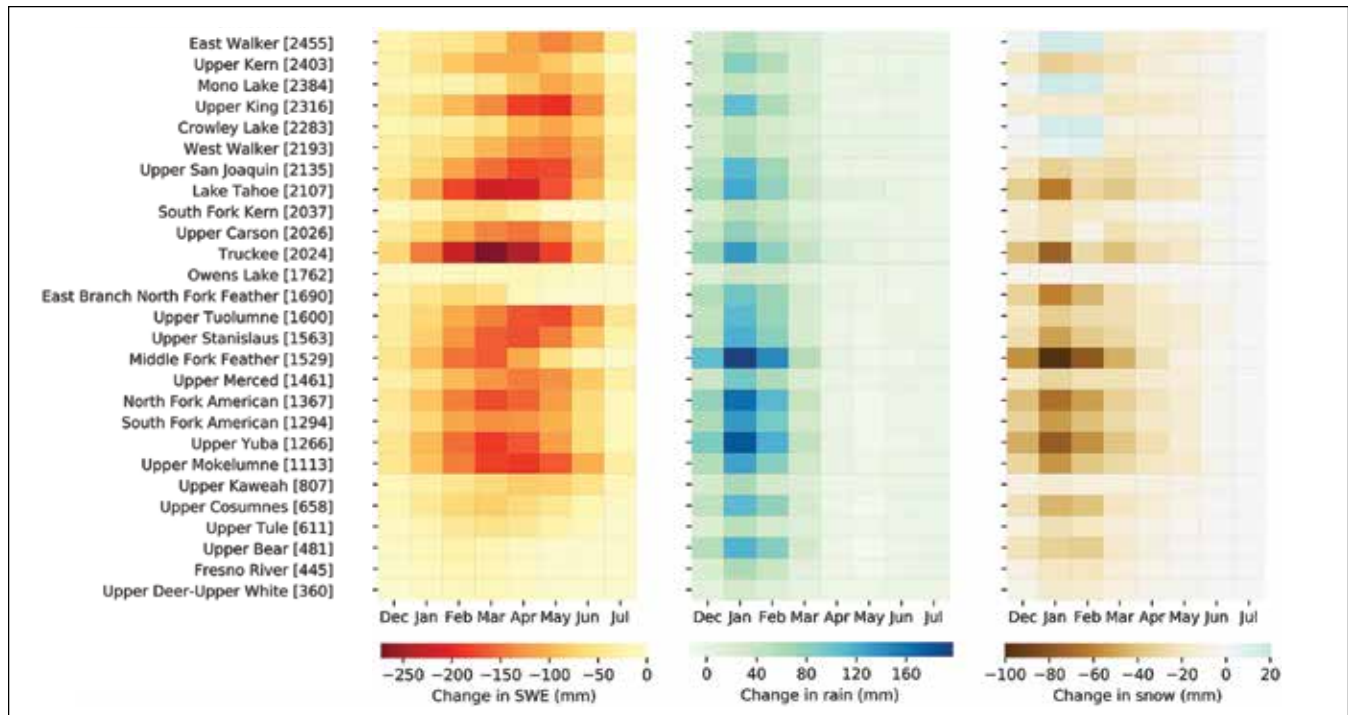 East Walker [2455]
Upper Kern [2403]
Mono Lake [2384]
Upper King [2316]
Crowley Lake [2283]
West Walker [2193]
Upper San Joaquin [2135]
Lake Tahoe [2107]
South Fork Kern [2037]
Upper Carson [2026]
Truckee [2024]
Owens Lake [1762]
East Branch North Fork Feather [1690]
Upper Tuolumne [1600]
Upper Stanislaus [1563]
Middle Fork Feather [1529]
Upper Merced [1461]
North Fork American [1367]
South Fork American [1294]
Upper Yuba [1266]
Upper Mokelumne [1113]
Upper Kaweah [807]
Upper Cosumnes [658]
Upper Tule [611]
Upper Bear [481]
Fresno River [445]
Upper Deer-Upper White [360]
Dec Jan Feb Mar Apr May Jun Jul
Dec Jan Feb Mar Apr May Jun Jul
Dec Jan Feb Mar Apr May Jun Jul
−250 −200 −150 −100 −50 0
Change in SWE (mm)
0 40 80 120 160
Change in rain (mm)
−100 −80 −60 −40 −20 0 20
Change in snow (mm)